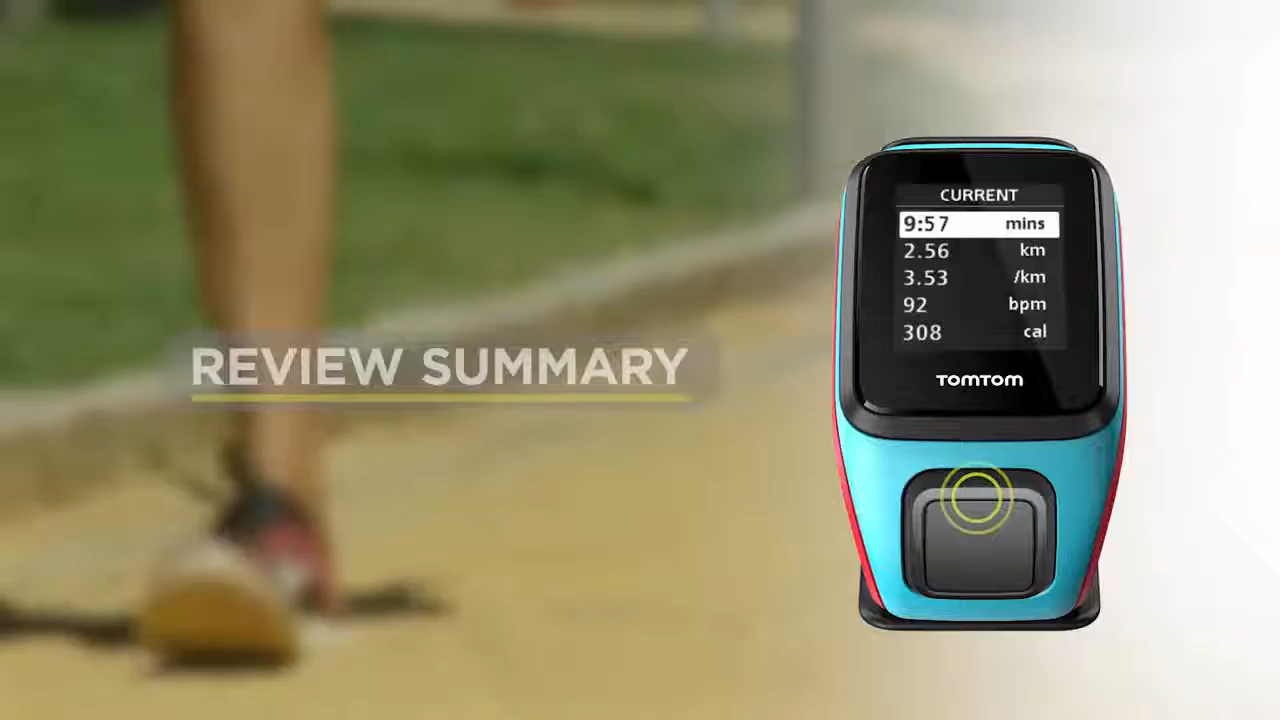 REVIEW SUMMARY
CURRENT
9:57 mins
2.56 km
3.53 /km
92 bpm
308 cal
TOMTOM